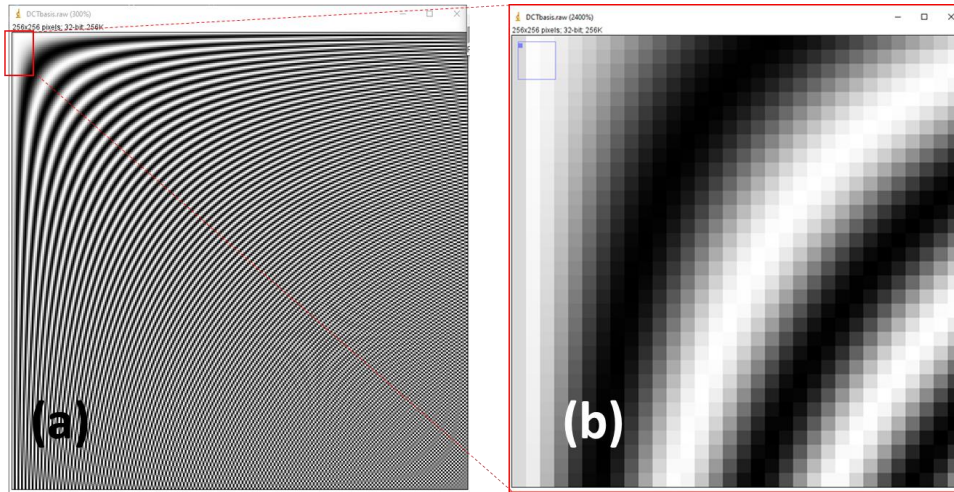 DCTbasis.raw (300%)
256x256 pixels; 32-bit; 256K
(a)
DCTbasis.raw (2400%)
256x256 pixels; 32-bit; 256K
(b)